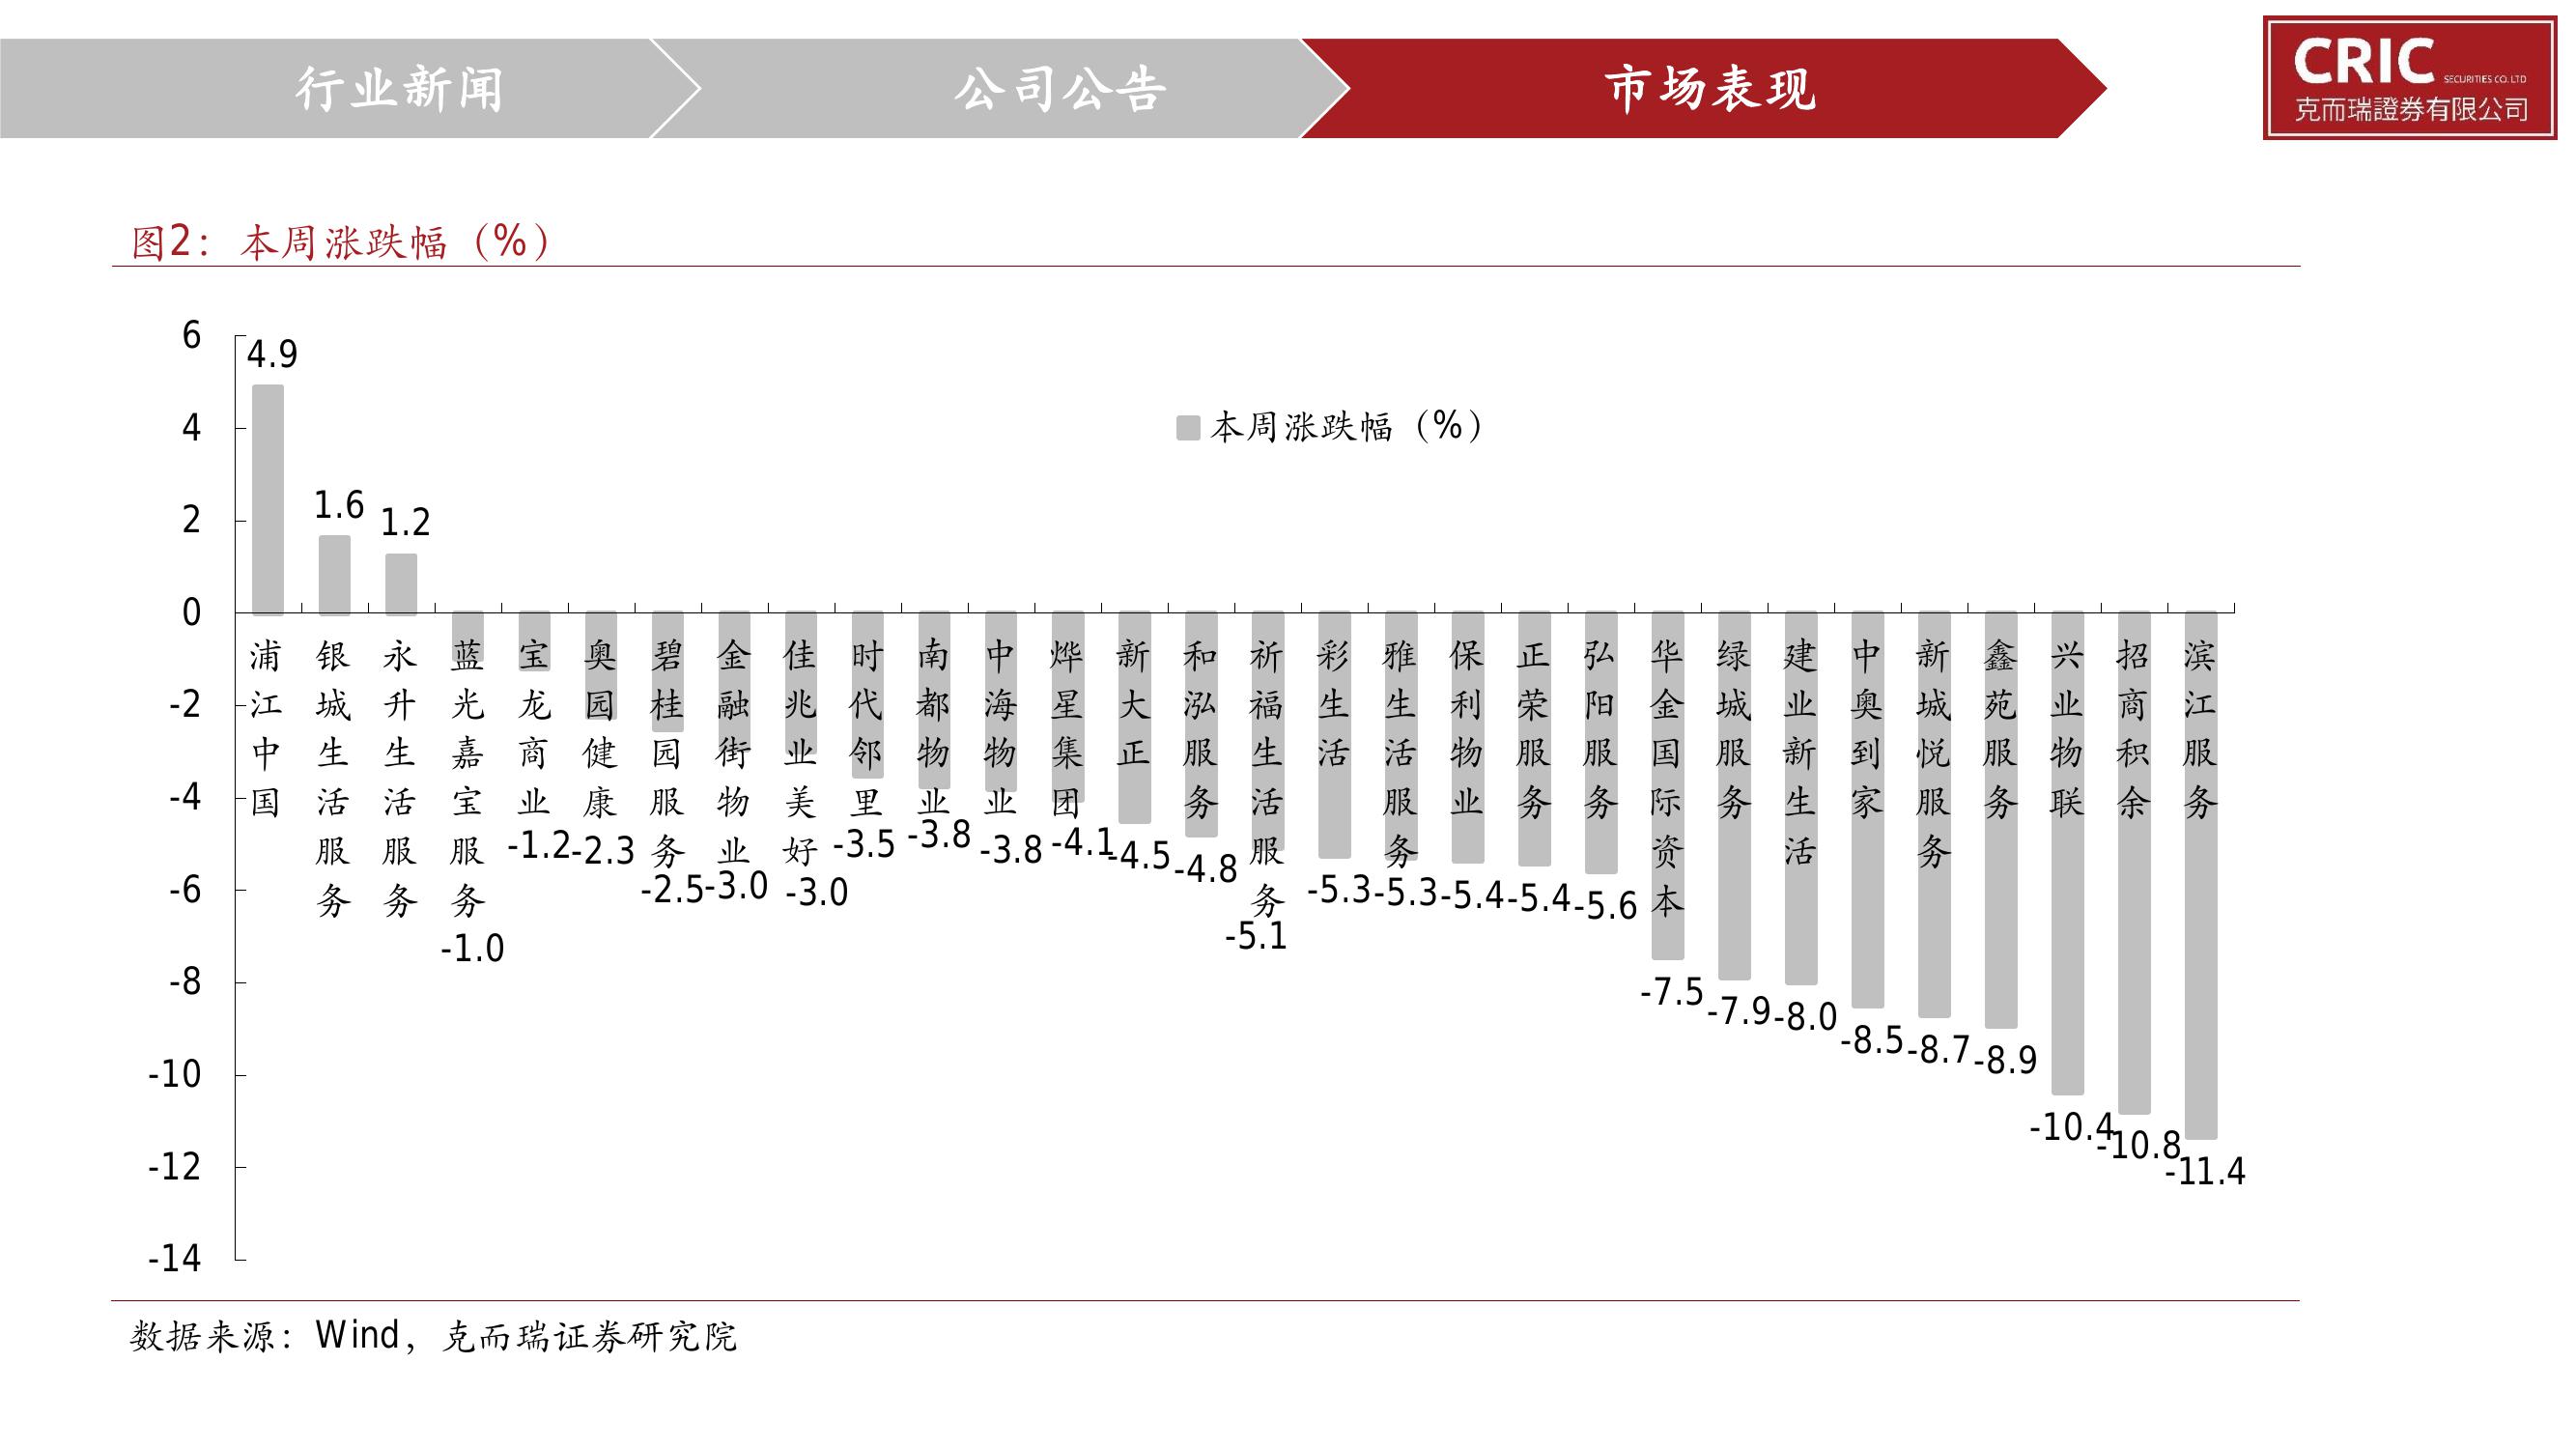 行业新闻
公司公告
市场表现
CRIC SECURITIES CO. LTD
克而瑞證券有限公司
图2：本周涨跌幅（%）
本周涨跌幅（%）
6
4
2
0
-2
-4
-6
-8
-10
-12
-14
4.9
1.6
1.2
-1.0
-1.2
-2.3
-2.5
-3.0
-3.0
-3.5
-3.8
-3.8
-4.1
-4.5
-4.8
-5.1
-5.3
-5.3
-5.4
-5.4
-5.6
-7.5
-7.9
-8.0
-8.5
-8.7
-8.9
-10.4
-10.8
-11.4
浦江中国
银城生活服务
永升生活服务
蓝光嘉宝服务
宝龙商业
奥园健康
碧桂园服务
金融街物业
佳兆业美好
时代邻里
南都物业
中海物业
烨星集团
新大正
和泓服务
祈福生活服务
彩生活
雅生活服务
保利物业
正荣服务
弘阳服务
华金国际资本
绿城服务
建业新生活
中奥到家
新城悦服务
鑫苑服务
兴业物联
招商积余
滨江服务
数据来源：Wind，克而瑞证券研究院